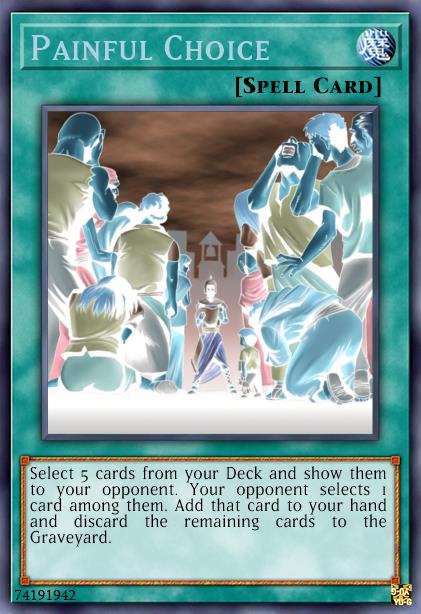 Painful Choice
魔
[Spell Card]
Select 5 cards from your Deck and show them
to your opponent. Your opponent selects 1
card among them. Add that card to your hand
and discard the remaining cards to the
Graveyard.
74191942